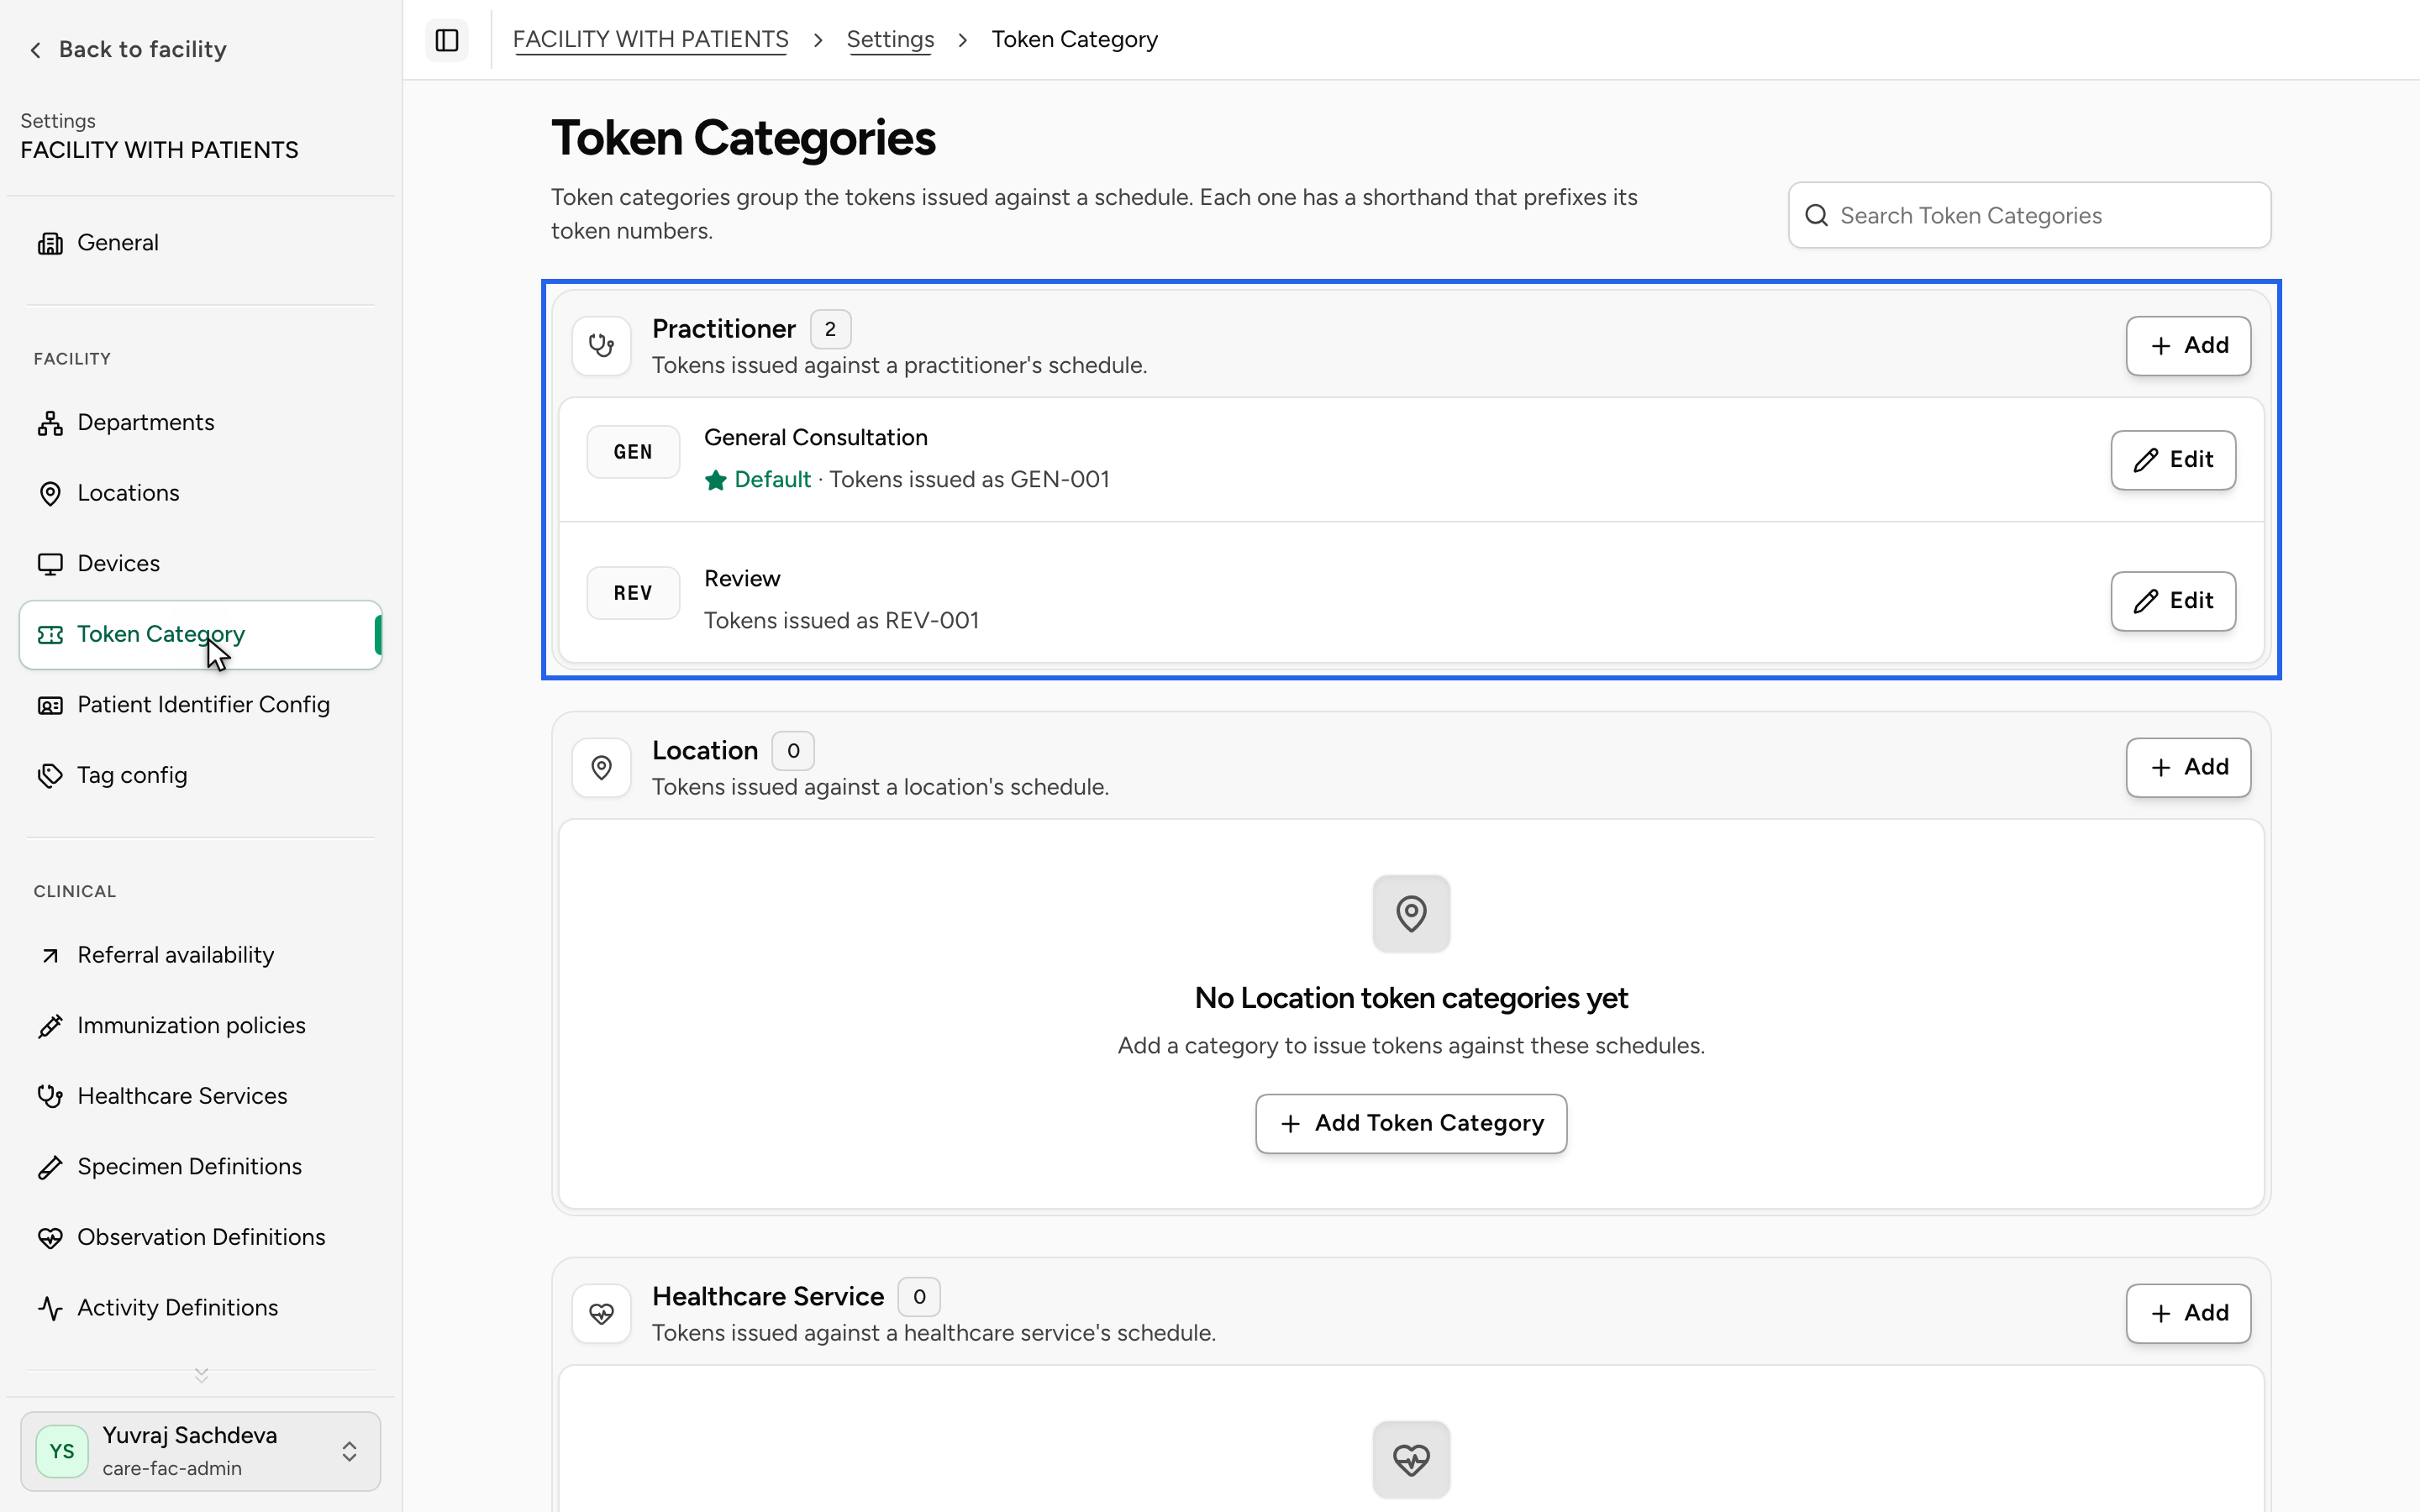 Back to facility
Settings
FACILITY WITH PATIENTS
General
FACILITY
Departments
Locations
Devices
Token Category
Patient Identifier Config
Tag config
CLINICAL
Referral availability
Immunization policies
Healthcare Services
Specimen Definitions
Observation Definitions
Activity Definitions
YS
Yuvraj Sachdeva
care-fac-admin
FACILITY WITH PATIENTS > Settings > Token Category
Token Categories
Token categories group the tokens issued against a schedule. Each one has a shorthand that prefixes its
token numbers.
Search Token Categories
Practitioner 2
Tokens issued against a practitioner's schedule.
Add
GEN
General Consultation
Default · Tokens issued as GEN-001
Edit
REV
Review
Tokens issued as REV-001
Edit
Location 0
Tokens issued against a location's schedule.
Add
No Location token categories yet
Add a category to issue tokens against these schedules.
Add Token Category
Healthcare Service 0
Tokens issued against a healthcare service's schedule.
Add